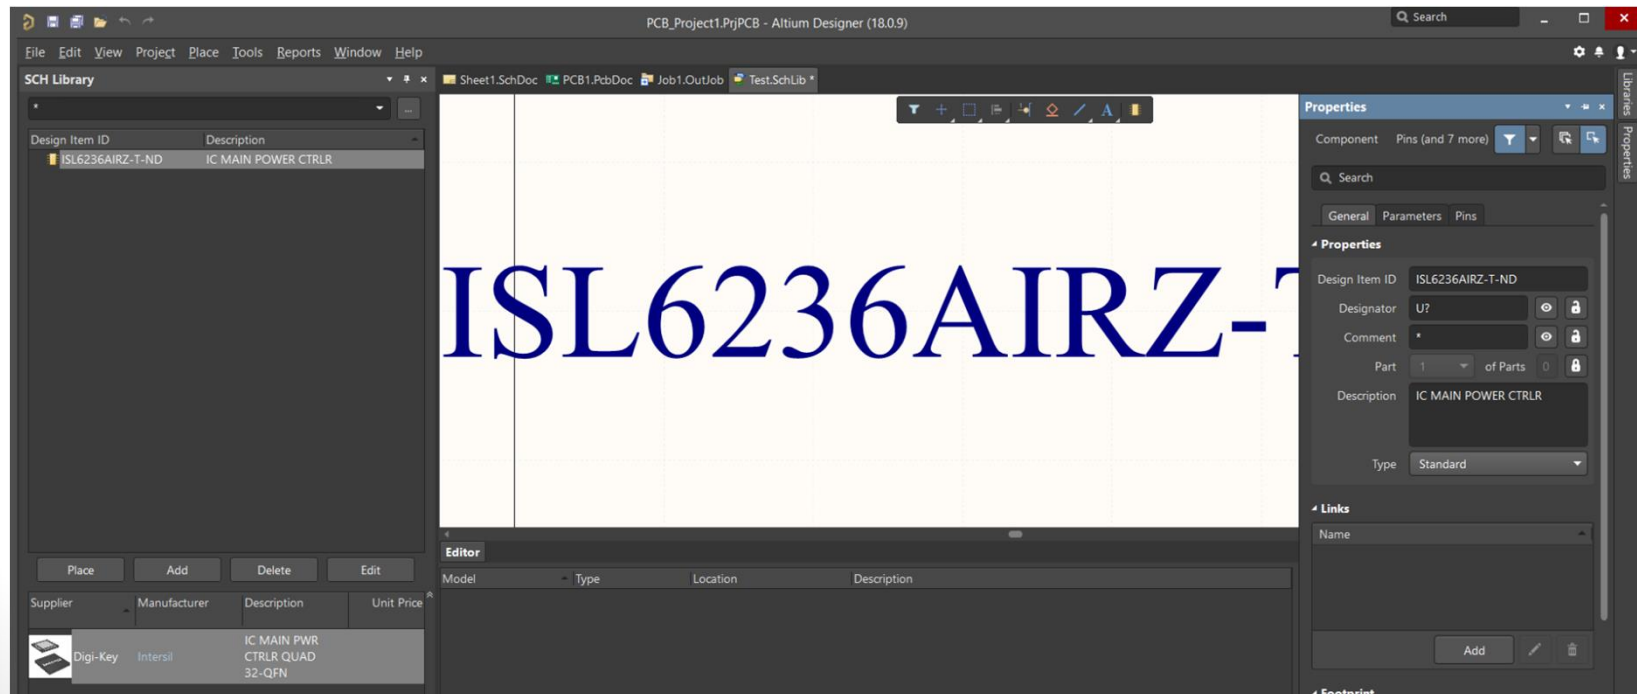 PCB_Project1.PrjPCB - Altium Designer (18.0.9)
Search
File Edit View Project Place Tools Reports Window Help
SCH Library
Sheet1.SchDoc PCB1.PcbDoc Job1.OutJob Test.SchLib *
*
...
Design Item ID Description
ISL6236AIRZ-T-ND IC MAIN POWER CTRLR
ISL6236AIRZ-T
Place Add Delete Edit
Supplier Manufacturer Description Unit Price
Digi-Key Intersil IC MAIN PWR
CTRLR QUAD
32-QFN
Editor
Model Type Location Description
Properties
Component Pins (and 7 more)
Search
General Parameters Pins
Properties
Design Item ID ISL6236AIRZ-T-ND
Designator U?
Comment *
Part 1 of Parts 0
Description IC MAIN POWER CTRLR
Type Standard
Links
Name
Add
Footprint
Libraries
Properties